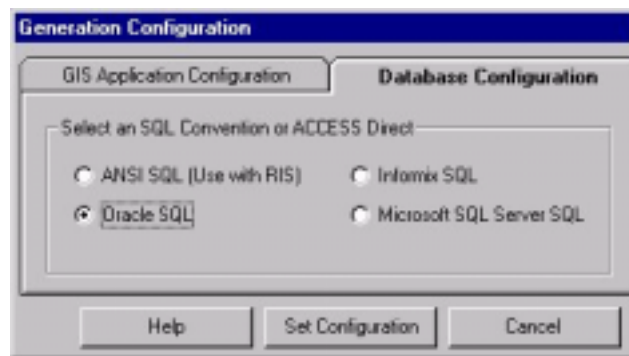 Generation Configuration
GIS Application Configuration Database Configuration
Select an SQL Convention or ACCESS Direct
ANSI SQL (Use with RIS) Informix SQL
Oracle SQL Microsoft SQL Server SQL
Help Set Configuration Cancel